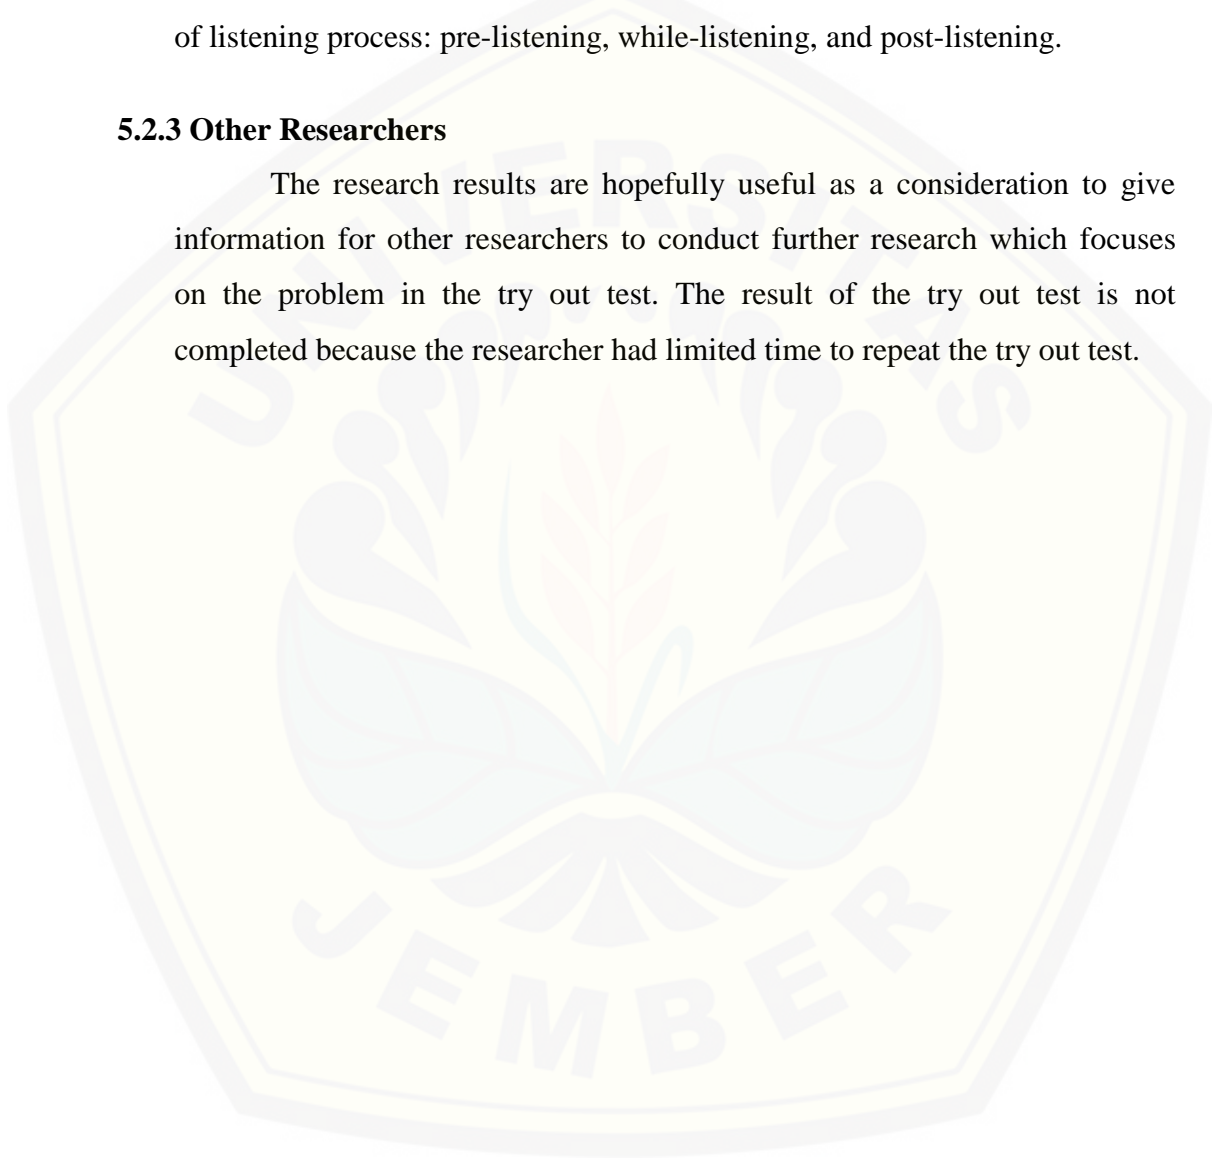 of listening process: pre-listening, while-listening, and post-listening.
5.2.3 Other Researchers
The research results are hopefully useful as a consideration to give
information for other researchers to conduct further research which focuses
on the problem in the try out test. The result of the try out test is not
completed because the researcher had limited time to repeat the try out test.
UNIVERSITAS
JEMBER